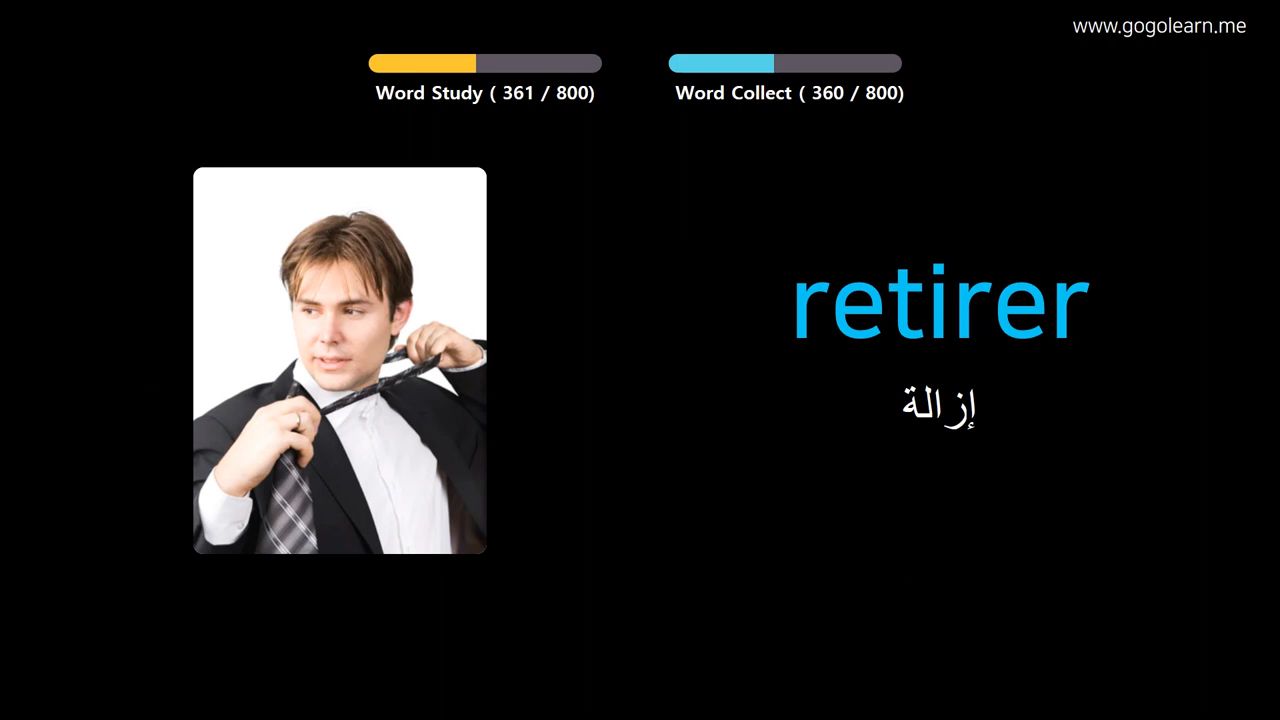 www.gogolearn.me
Word Study ( 361 / 800)
Word Collect ( 360 / 800)
retirer
إزالة